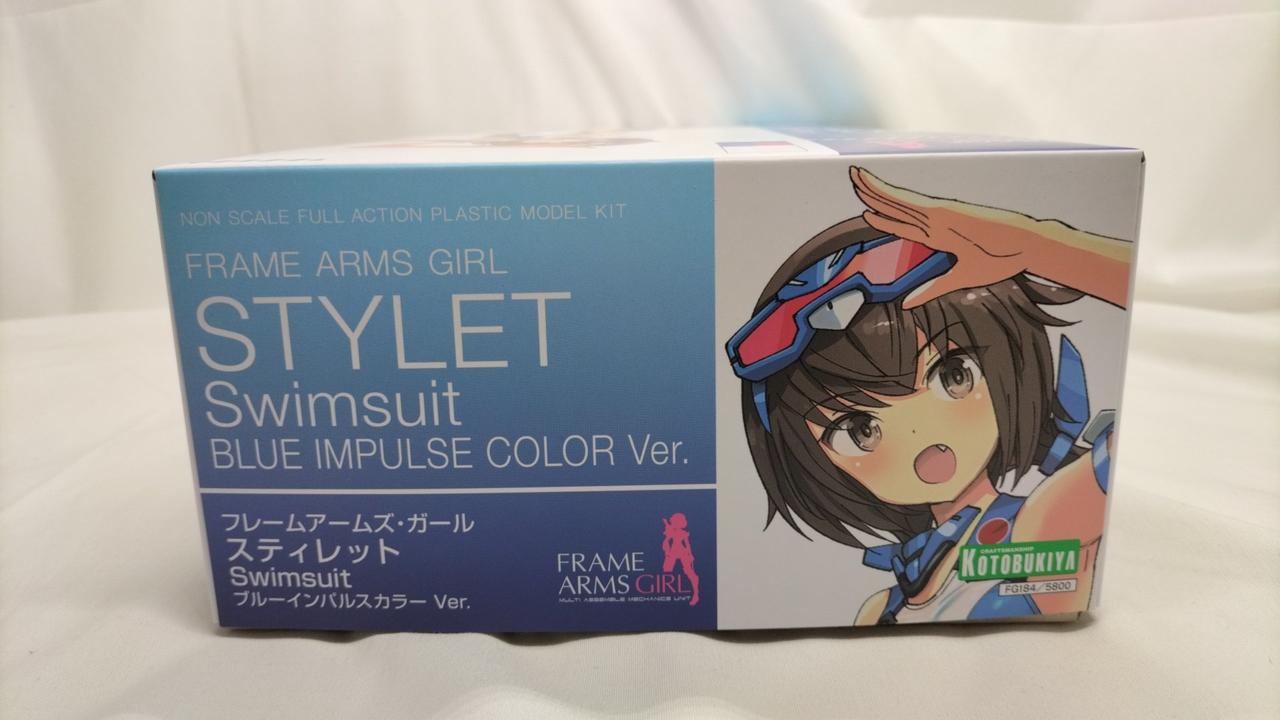 NON SCALE FULL ACTION PLASTIC MODEL KIT
FRAME ARMS GIRL
STYLET
Swimsuit
BLUE IMPULSE COLOR Ver.
フレームアームズ・ガール
スティレット
Swimsuit
ブルーインパルスカラー Ver.
FRAME
ARMS GIRL
MULTI ASSEMBLE MECHANICS UNIT
CRAFTSMANSHIP
KOTOBUKIYA
FG184/5800